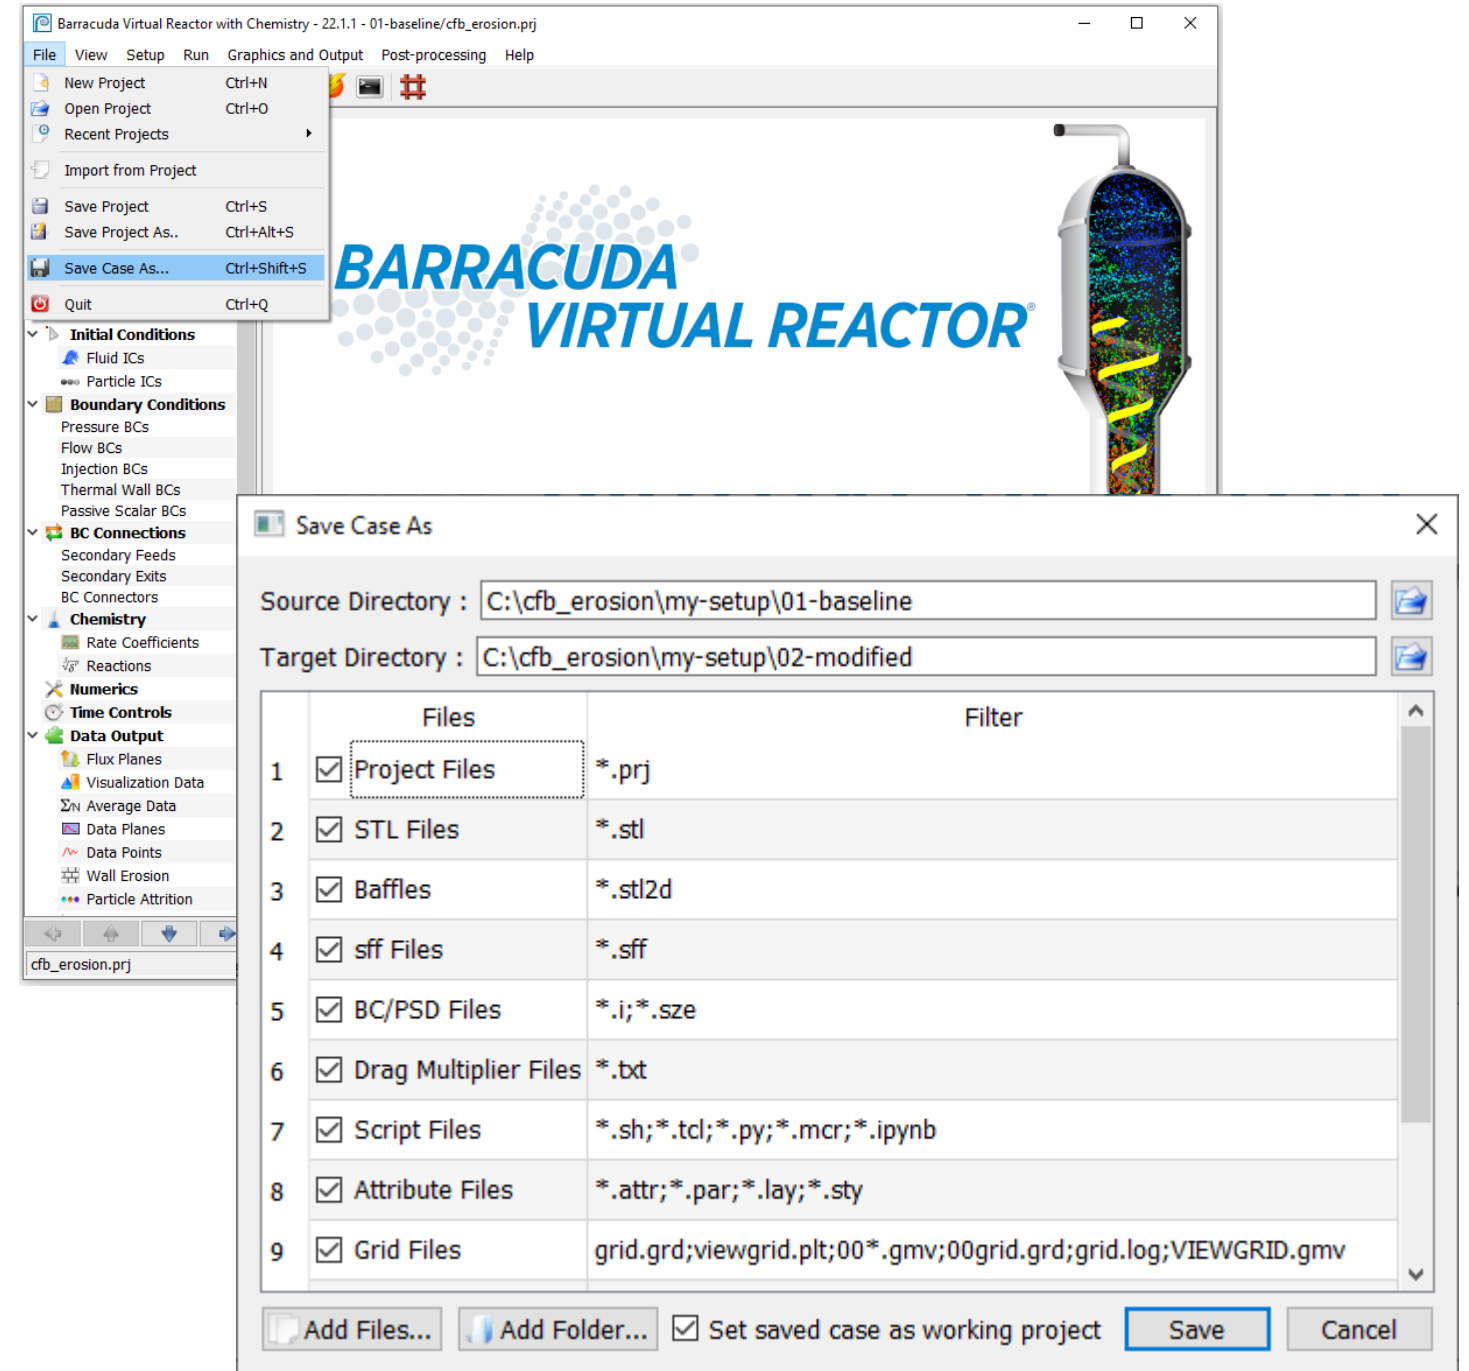 Barracuda Virtual Reactor with Chemistry - 22.1.1 - 01-baseline/cfb_erosion.prj
File View Setup Run Graphics and Output Post-processing Help
New Project Ctrl+N
Open Project Ctrl+O
Recent Projects
Import from Project
Save Project Ctrl+S
Save Project As.. Ctrl+Alt+S
Save Case As... Ctrl+Shift+S
Quit Ctrl+Q
BARRACUDA
VIRTUAL REACTOR®
Initial Conditions
Fluid ICs
Particle ICs
Boundary Conditions
Pressure BCs
Flow BCs
Injection BCs
Thermal Wall BCs
Passive Scalar BCs
BC Connections
Secondary Feeds
Secondary Exits
BC Connectors
Chemistry
Rate Coefficients
Reactions
Numerics
Time Controls
Data Output
Flux Planes
Visualization Data
Average Data
Data Planes
Data Points
Wall Erosion
Particle Attrition
cfb_erosion.prj
Save Case As
Source Directory : C:\cfb_erosion\my-setup\01-baseline
Target Directory : C:\cfb_erosion\my-setup\02-modified
Files Filter
1 Project Files *.prj
2 STL Files *.stl
3 Baffles *.stl2d
4 sff Files *.sff
5 BC/PSD Files *.i;*.sze
6 Drag Multiplier Files *.txt
7 Script Files *.sh;*.tcl;*.py;*.mcr;*.ipynb
8 Attribute Files *.attr;*.par;*.lay;*.sty
9 Grid Files grid.grd;viewgrid.plt;00*.gmv;00grid.grd;grid.log;VIEWGRID.gmv
Add Files... Add Folder... Set saved case as working project Save Cancel